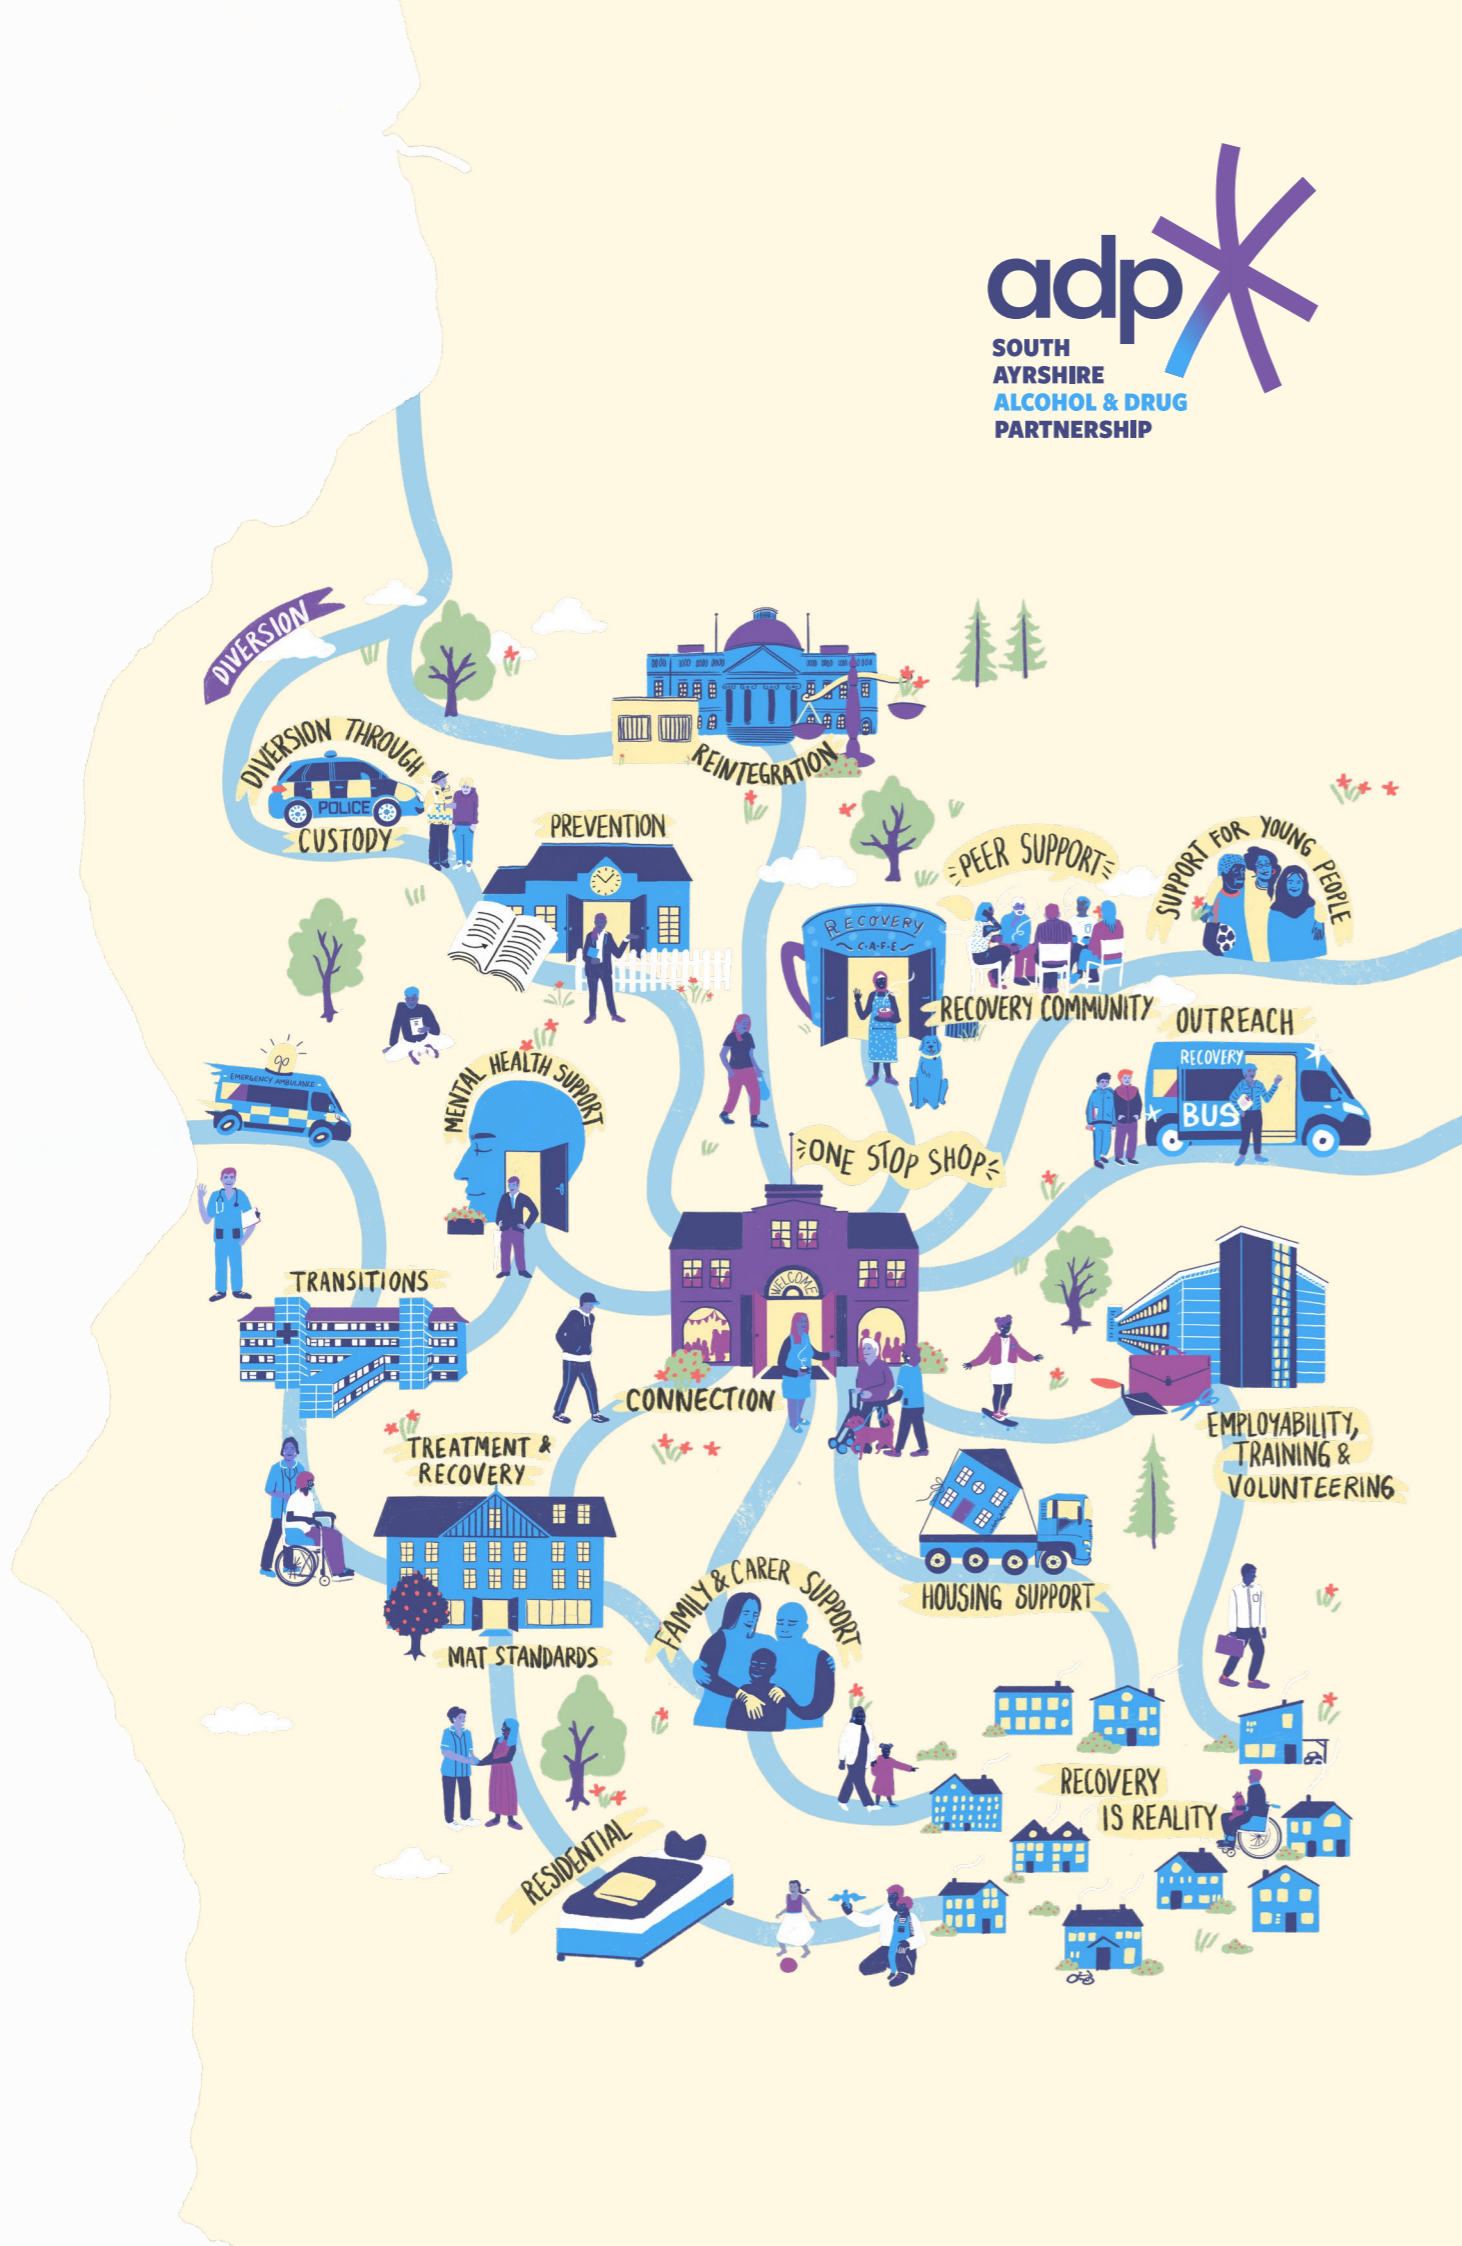 adp
SOUTH
AYRSHIRE
ALCOHOL & DRUG
PARTNERSHIP
DIVERSION
DIVERSION THROUGH
POLICE
CUSTODY
REINTEGRATION
PREVENTION
PEER SUPPORT
SUPPORT FOR YOUNG PEOPLE
RECOVERY
CAFE
RECOVERY COMMUNITY
OUTREACH
RECOVERY
BUS
EMERGENCY AMBULANCE
MENTAL HEALTH SUPPORT
ONE STOP SHOP
WELCOME
TRANSITIONS
CONNECTION
EMPLOYABILITY,
TRAINING &
VOLUNTEERING
TREATMENT &
RECOVERY
MAT STANDARDS
FAMILY & CARER SUPPORT
HOUSING SUPPORT
RECOVERY
IS REALITY
RESIDENTIAL